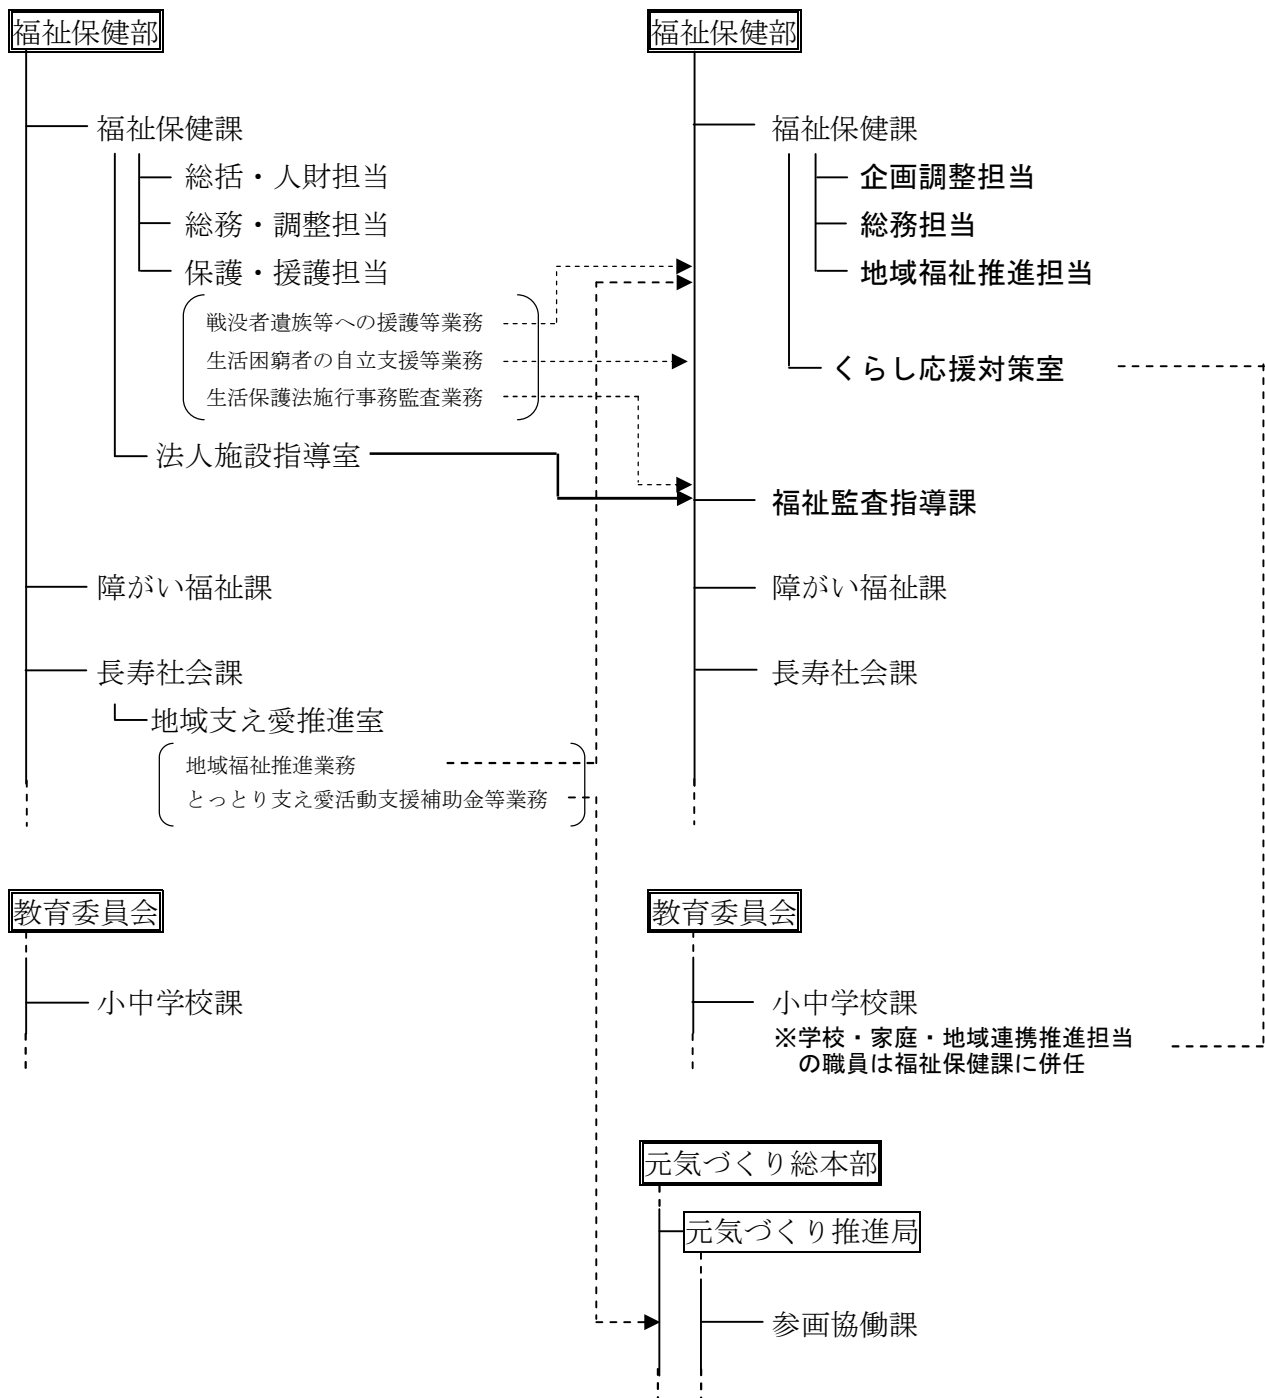 福祉保健部
福祉保健課
総括・人財担当
総務・調整担当
保護・援護担当
戦没者遺族等への援護等業務
生活困窮者の自立支援等業務
生活保護法施行事務監査業務
法人施設指導室
障がい福祉課
長寿社会課
地域支え愛推進室
地域福祉推進業務
とっとり支え愛活動支援補助金等業務
教育委員会
小中学校課
福祉保健部
福祉保健課
企画調整担当
総務担当
地域福祉推進担当
くらし応援対策室
福祉監査指導課
障がい福祉課
長寿社会課
教育委員会
小中学校課
※学校・家庭・地域連携推進担当
の職員は福祉保健課に併任
元気づくり総本部
元気づくり推進局
参画協働課